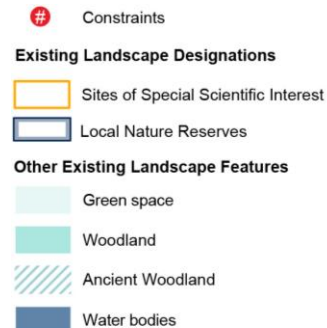 # Constraints
Existing Landscape Designations
Sites of Special Scientific Interest
Local Nature Reserves
Other Existing Landscape Features
Green space
Woodland
Ancient Woodland
Water bodies